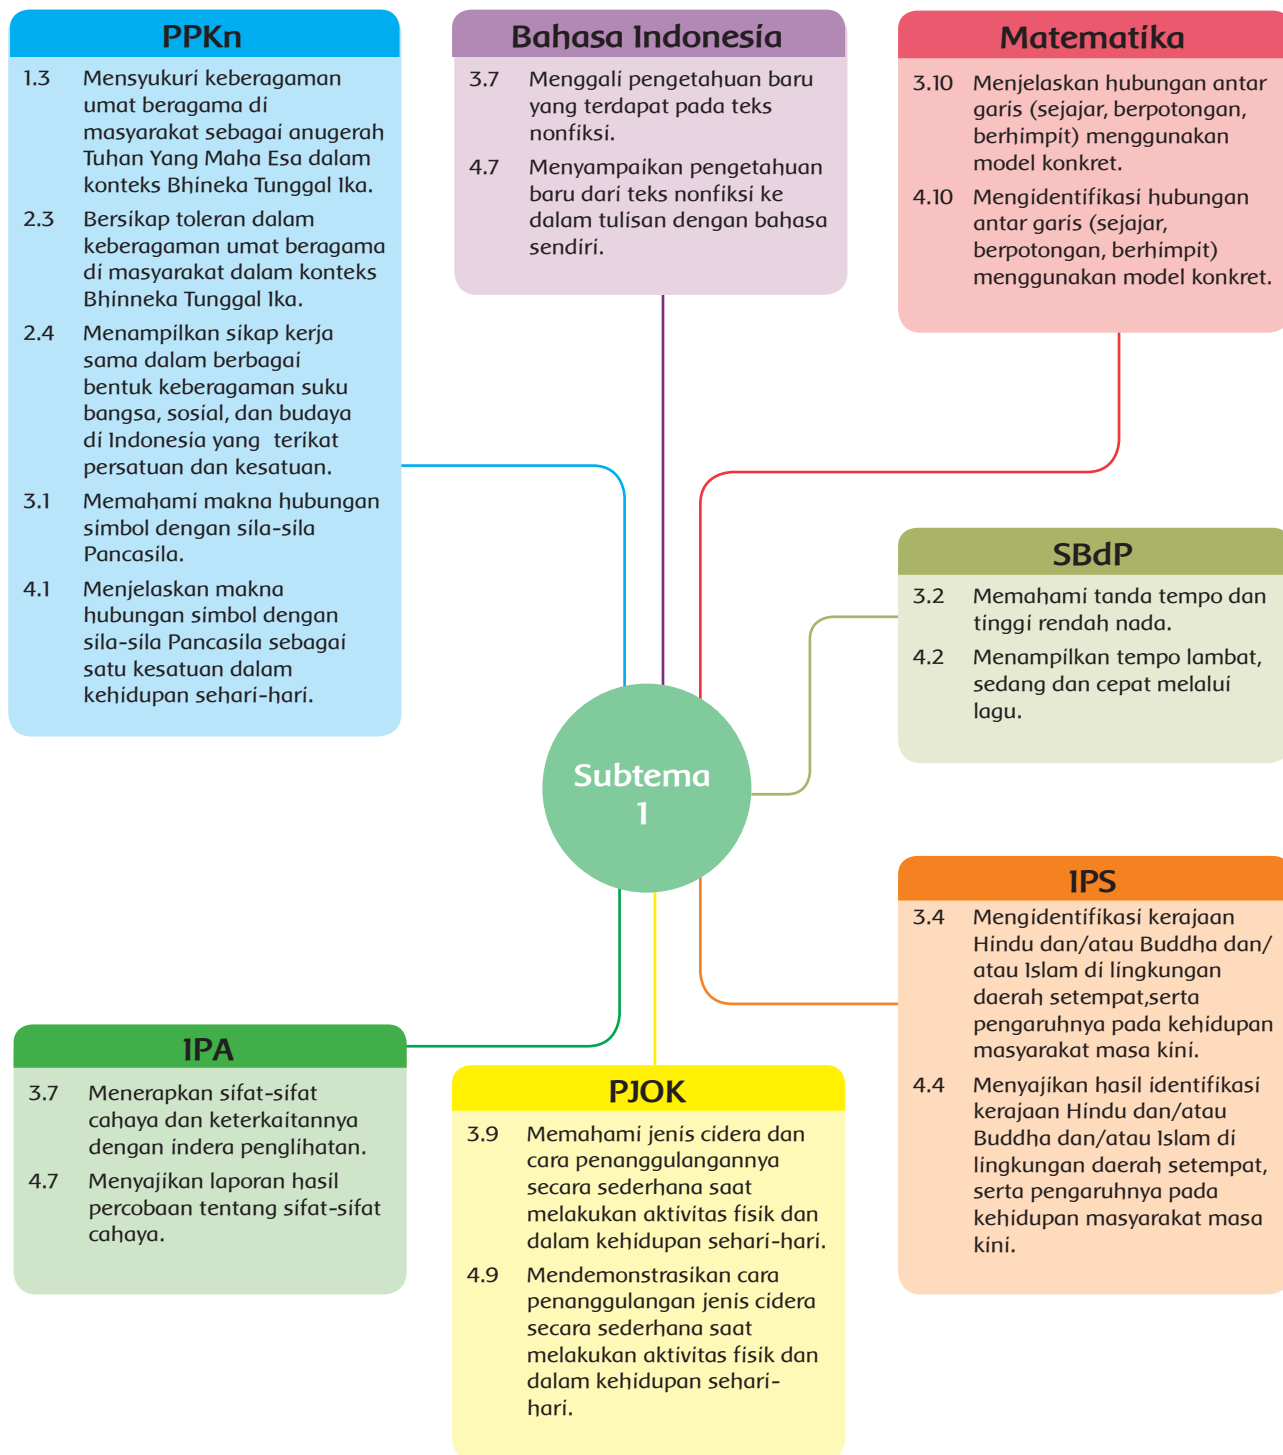 PPKn
1.3 Mensyukuri keberagaman
umat beragama di
masyarakat sebagai anugerah
Tuhan Yang Maha Esa dalam
konteks Bhineka Tunggal Ika.
2.3 Bersikap toleran dalam
keberagaman umat beragama
di masyarakat dalam konteks
Bhinneka Tunggal Ika.
2.4 Menampilkan sikap kerja
sama dalam berbagai
bentuk keberagaman suku
bangsa, sosial, dan budaya
di Indonesia yang terikat
persatuan dan kesatuan.
3.1 Memahami makna hubungan
simbol dengan sila-sila
Pancasila.
4.1 Menjelaskan makna
hubungan simbol dengan
sila-sila Pancasila sebagai
satu kesatuan dalam
kehidupan sehari-hari.
Bahasa Indonesia
3.7 Menggali pengetahuan baru
yang terdapat pada teks
nonfiksi.
4.7 Menyampaikan pengetahuan
baru dari teks nonfiksi ke
dalam tulisan dengan bahasa
sendiri.
Matematika
3.10 Menjelaskan hubungan antar
garis (sejajar, berpotongan,
berhimpit) menggunakan
model konkret.
4.10 Mengidentifikasi hubungan
antar garis (sejajar,
berpotongan, berhimpit)
menggunakan model konkret.
SBdP
3.2 Memahami tanda tempo dan
tinggi rendah nada.
4.2 Menampilkan tempo lambat,
sedang dan cepat melalui
lagu.
Subtema
1
IPS
3.4 Mengidentifikasi kerajaan
Hindu dan/atau Buddha dan/
atau Islam di lingkungan
daerah setempat,serta
pengaruhnya pada kehidupan
masyarakat masa kini.
4.4 Menyajikan hasil identifikasi
kerajaan Hindu dan/atau
Buddha dan/atau Islam di
lingkungan daerah setempat,
serta pengaruhnya pada
kehidupan masyarakat masa
kini.
IPA
3.7 Menerapkan sifat-sifat
cahaya dan keterkaitannya
dengan indera penglihatan.
4.7 Menyajikan laporan hasil
percobaan tentang sifat-sifat
cahaya.
PJOK
3.9 Memahami jenis cidera dan
cara penanggulangannya
secara sederhana saat
melakukan aktivitas fisik dan
dalam kehidupan sehari-hari.
4.9 Mendemonstrasikan cara
penanggulangan jenis cidera
secara sederhana saat
melakukan aktivitas fisik dan
dalam kehidupan sehari-
hari.